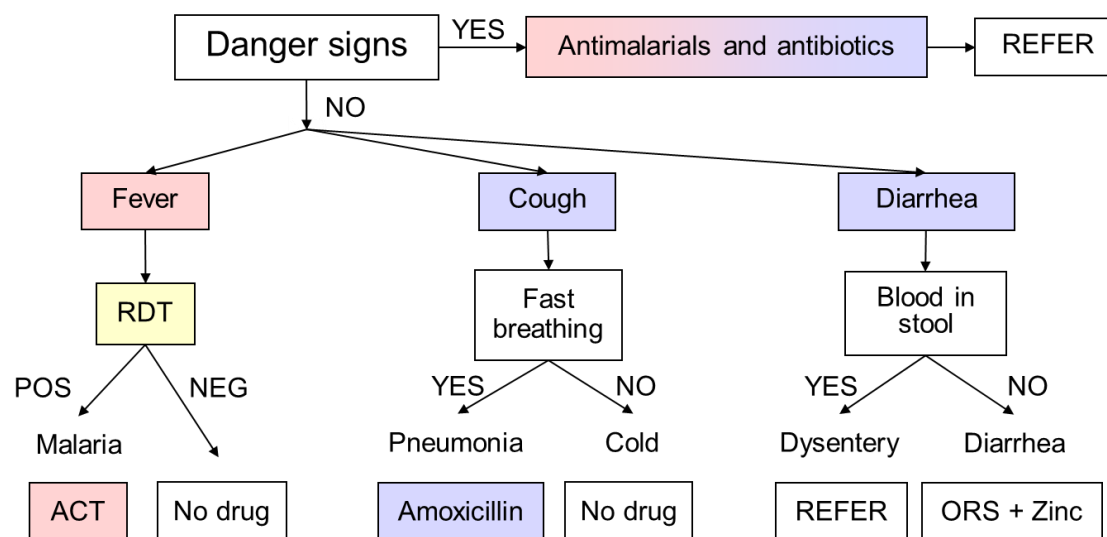 Danger signs
YES
Antimalarials and antibiotics
REFER
NO
Fever
Cough
Diarrhea
RDT
Fast
breathing
Blood in
stool
POS
NEG
YES
NO
YES
NO
Malaria
Pneumonia
Cold
Dysentery
Diarrhea
ACT
No drug
Amoxicillin
No drug
REFER
ORS + Zinc